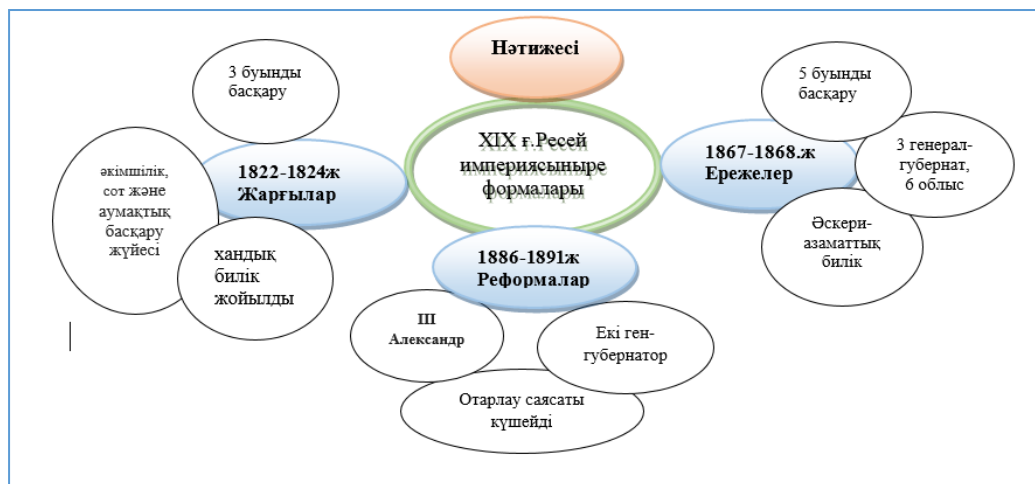 Нәтижесі
3 буынды
басқару
әкімшілік,
сот және
аумақтық
басқару
жүйесі
1822-1824ж
Жарғылар
хандық
билік
жойылды
XIX ғ.Ресей
империясыныре
формалары
5 буынды
басқару
1867-1868.ж
Ережелер
3 генерал-
губернат,
6 облыс
Әскери-
азаматтық
билік
1886-1891ж
Реформалар
III
Александр
Екі ген-
губернатор
Отарлау саясаты
күшейді